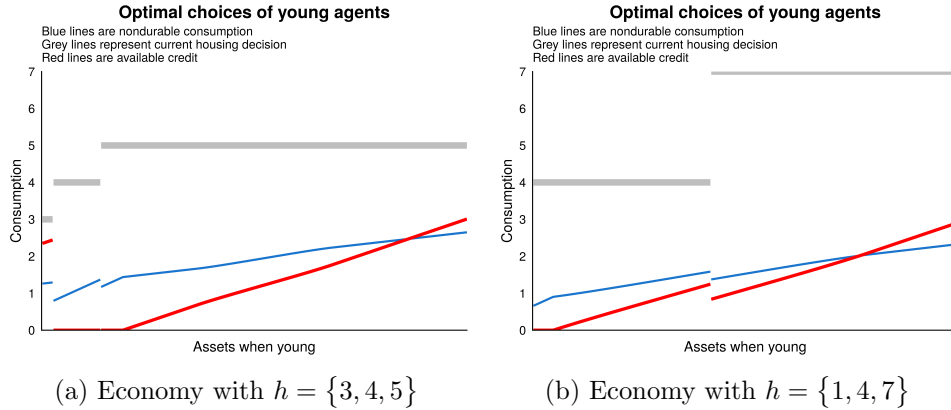 Optimal choices of young agents
Blue lines are nondurable consumption
Grey lines represent current housing decision
Red lines are available credit
7
6
5
4
3
2
1
0
Consumption
Assets when young
(a) Economy with h = {3, 4, 5}
Optimal choices of young agents
Blue lines are nondurable consumption
Grey lines represent current housing decision
Red lines are available credit
7
6
5
4
3
2
1
0
Consumption
Assets when young
(b) Economy with h = {1, 4, 7}